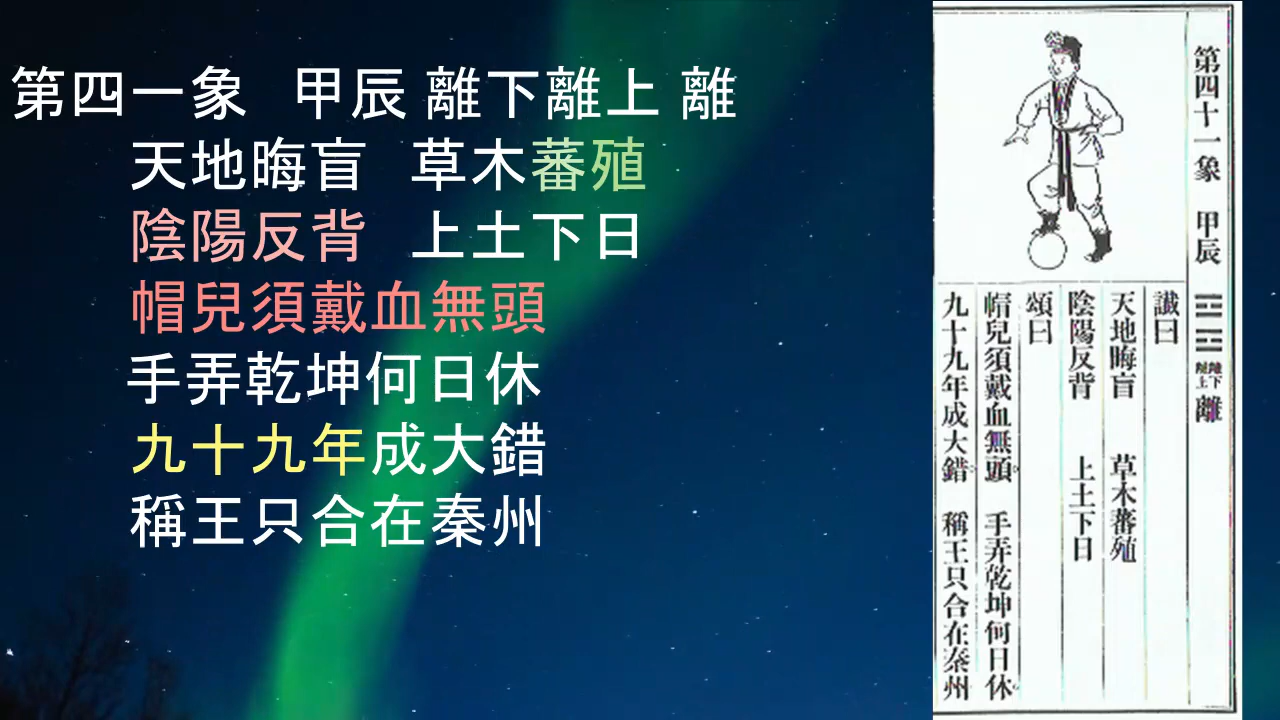 第四一象 甲辰 離下離上 離
天地晦盲 草木蕃殖
陰陽反背 上土下日
帽兒須戴血無頭
手弄乾坤何日休
九十九年成大錯
稱王只合在秦州
第四十一象 甲辰 離下離上 離
讖曰
天地晦盲 草木蕃殖
陰陽反背 上土下日
頌曰
帽兒須戴血無頭 手弄乾坤何日休
九十九年成大錯 稱王只合在秦州